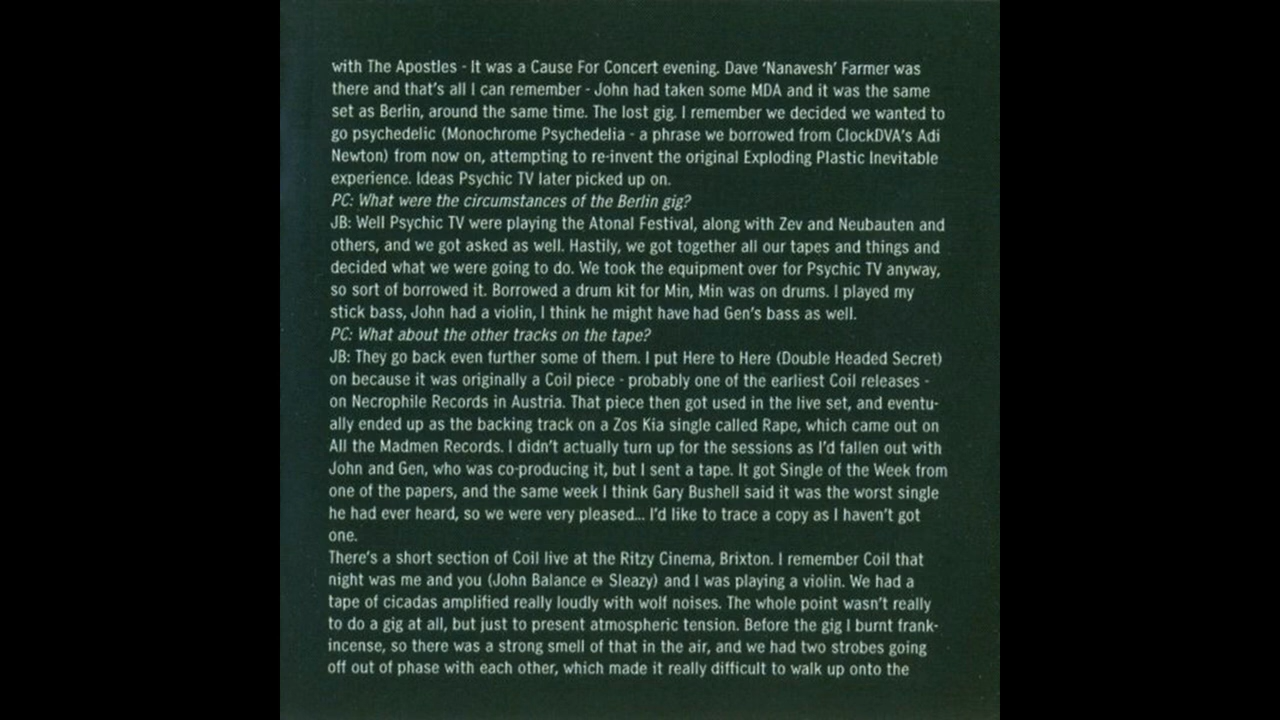 with The Apostles - It was a Cause For Concert evening. Dave ‘Nanavesh’ Farmer was
there and that’s all I can remember - John had taken some MDA and it was the same
set as Berlin, around the same time. The lost gig. I remember we decided we wanted to
go psychedelic (Monochrome Psychedelia - a phrase we borrowed from ClockDVA’s Adi
Newton) from now on, attempting to re-invent the original Exploding Plastic Inevitable
experience. Ideas Psychic TV later picked up on.
PC: What were the circumstances of the Berlin gig?
JB: Well Psychic TV were playing the Atonal Festival, along with Zev and Neubauten and
others, and we got asked as well. Hastily, we got together all our tapes and things and
decided what we were going to do. We took the equipment over for Psychic TV anyway,
so sort of borrowed it. Borrowed a drum kit for Min, Min was on drums. I played my
stick bass, John had a violin, I think he might have had Gen’s bass as well.
PC: What about the other tracks on the tape?
JB: They go back even further some of them. I put Here to Here (Double Headed Secret)
on because it was originally a Coil piece - probably one of the earliest Coil releases -
on Necrophile Records in Austria. That piece then got used in the live set, and eventu-
ally ended up as the backing track on a Zos Kia single called Rape, which came out on
All the Madmen Records. I didn’t actually turn up for the sessions as I’d fallen out with
John and Gen, who was co-producing it, but I sent a tape. It got Single of the Week from
one of the papers, and the same week I think Gary Bushell said it was the worst single
he had ever heard, so we were very pleased... I’d like to trace a copy as I haven’t got
one.
There’s a short section of Coil live at the Ritzy Cinema, Brixton. I remember Coil that
night was me and you (John Balance & Sleazy) and I was playing a violin. We had a
tape of cicadas amplified really loudly with wolf noises. The whole point wasn’t really
to do a gig at all, but just to present atmospheric tension. Before the gig I burnt frank-
incense, so there was a strong smell of that in the air, and we had two strobes going
off out of phase with each other, which made it really difficult to walk up onto the